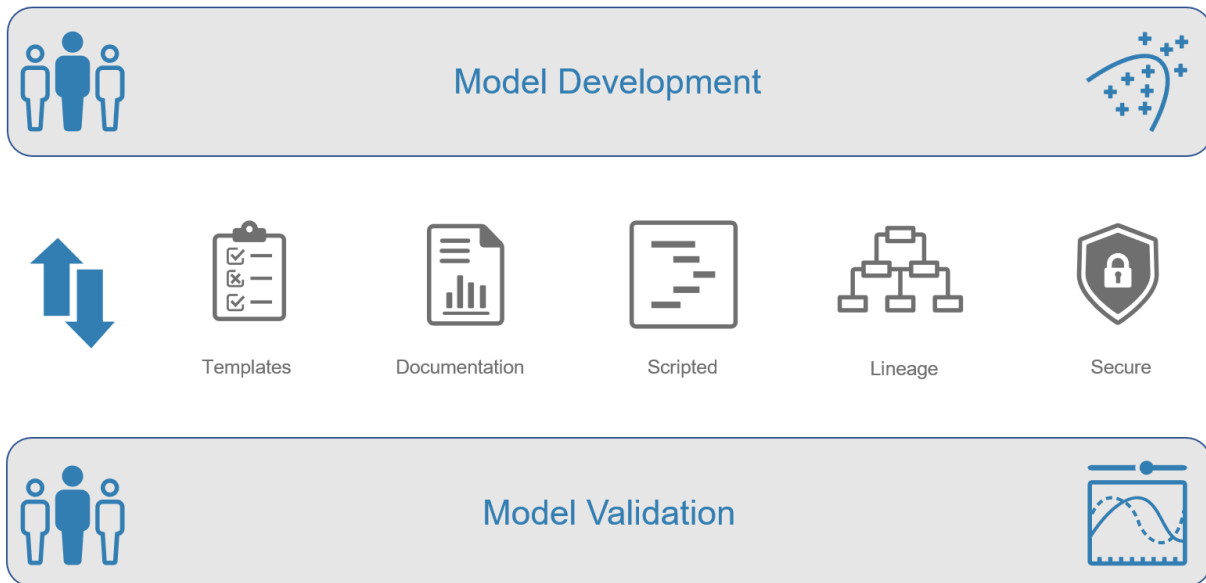 Model Development
Templates
Documentation
Scripted
Lineage
Secure
Model Validation